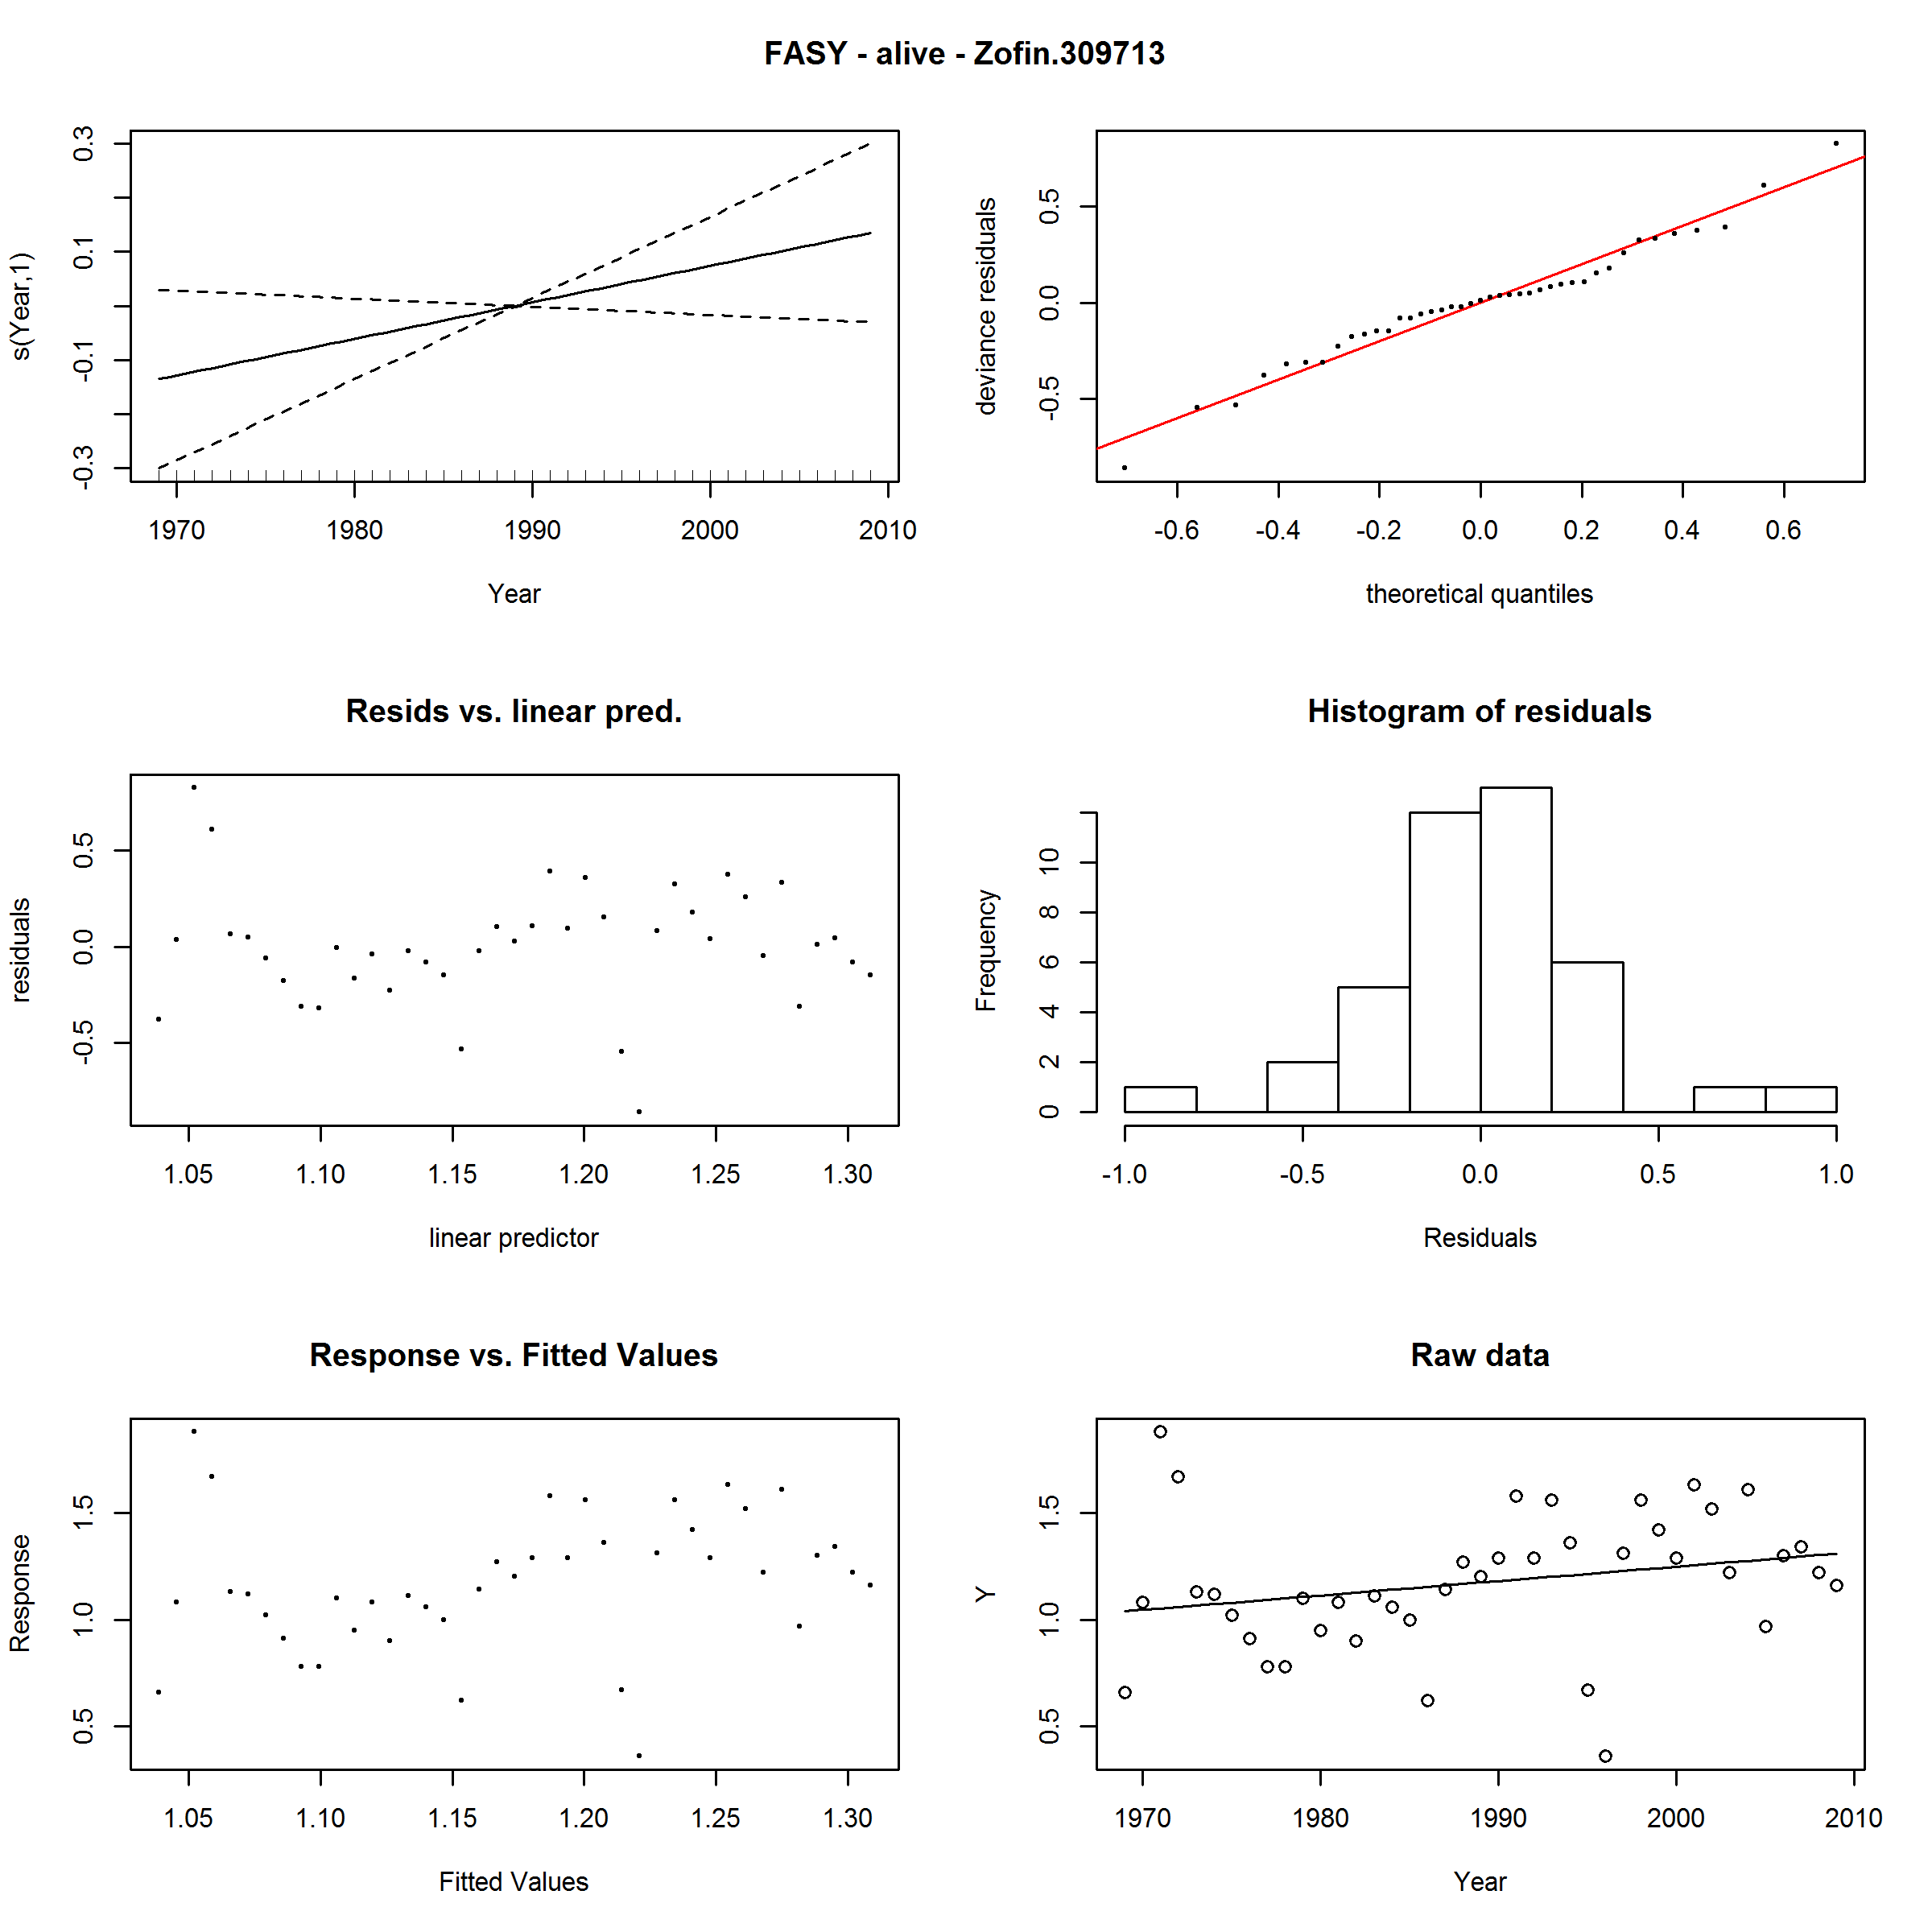 FASY - alive - Zofin.309713
0.3
0.1
-0.1
-0.3
s(Year,1)
1970 1980 1990 2000 2010
Year
0.5
0.0
-0.5
deviance residuals
-0.6 -0.4 -0.2 0.0 0.2 0.4 0.6
theoretical quantiles
Resids vs. linear pred.
0.5
0.0
-0.5
residuals
1.05 1.10 1.15 1.20 1.25 1.30
linear predictor
Histogram of residuals
10
8
6
4
2
0
Frequency
-1.0 -0.5 0.0 0.5 1.0
Residuals
Response vs. Fitted Values
1.5
1.0
0.5
Response
1.05 1.10 1.15 1.20 1.25 1.30
Fitted Values
Raw data
1.5
1.0
0.5
Y
1970 1980 1990 2000 2010
Year